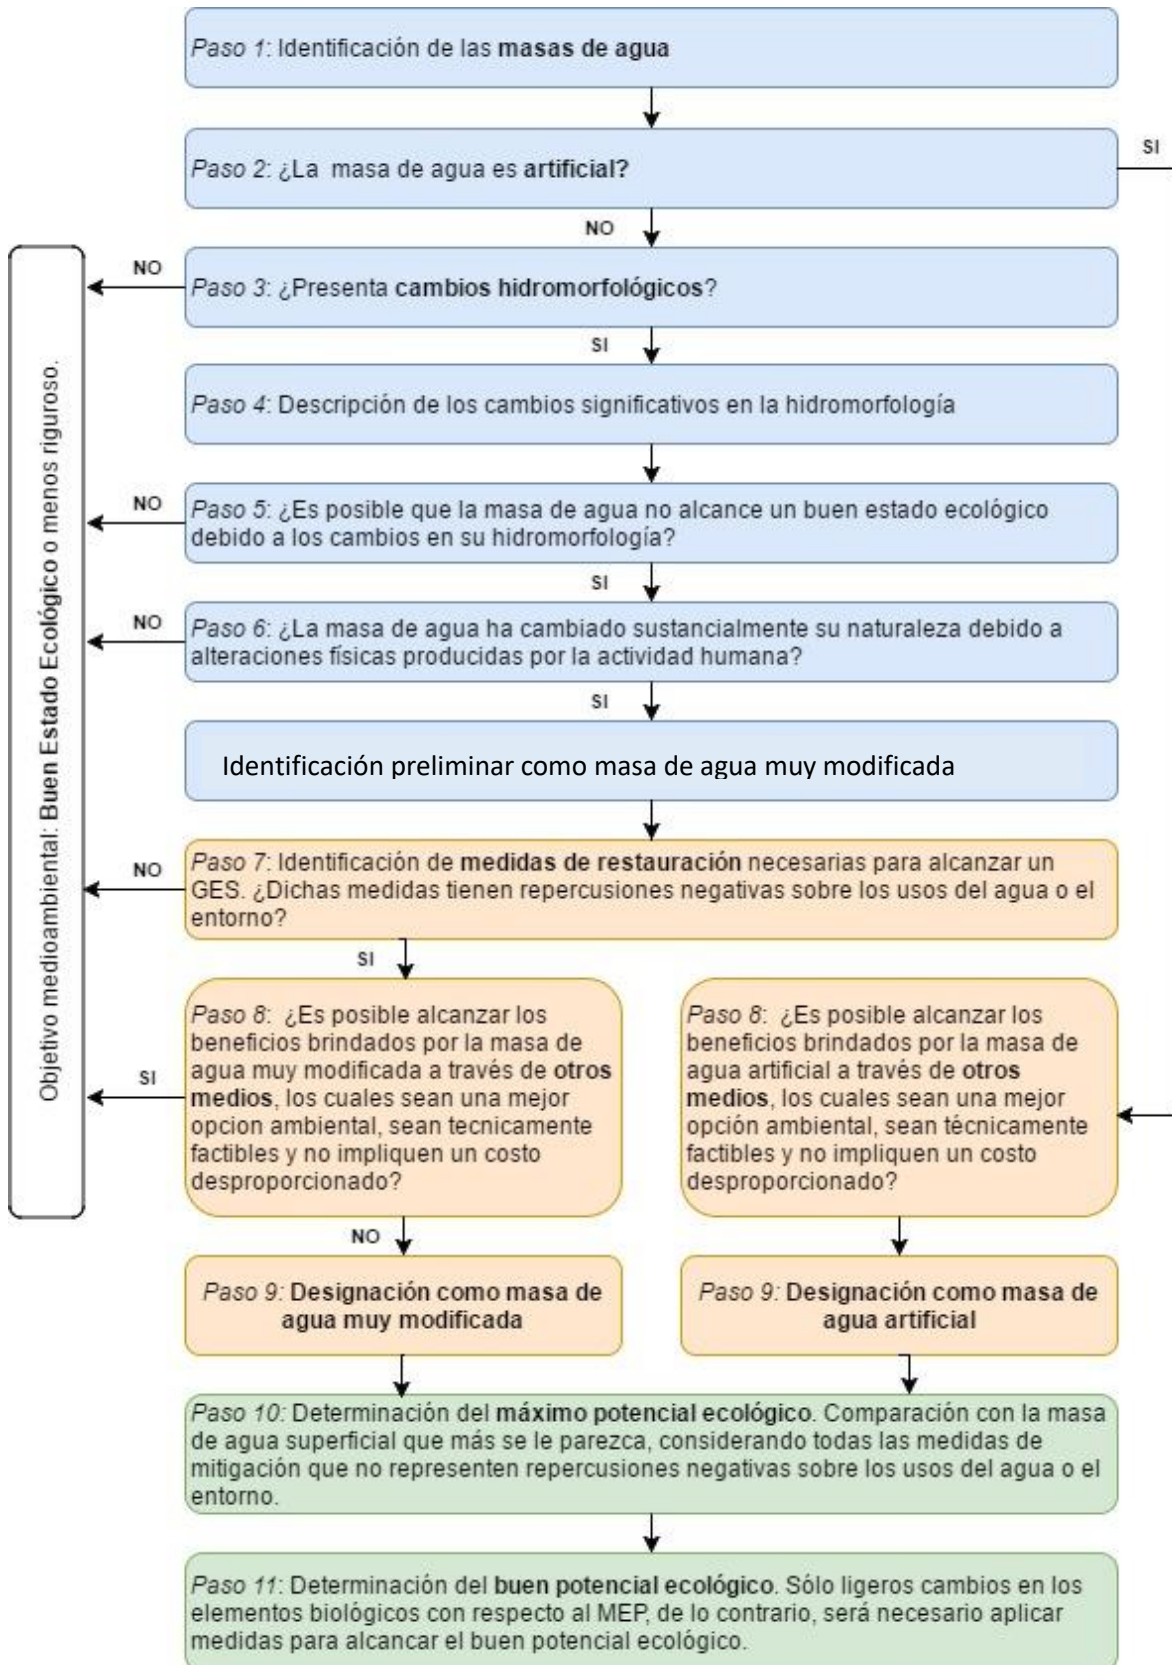 Paso 1: Identificación de las masas de agua
Paso 2: ¿La masa de agua es artificial?
SI
NO
Objetivo medioambiental: Buen Estado Ecológico o menos riguroso.
NO
Paso 3: ¿Presenta cambios hidromorfológicos?
SI
Paso 4: Descripción de los cambios significativos en la hidromorfología
NO
Paso 5: ¿Es posible que la masa de agua no alcance un buen estado ecológico
debido a los cambios en su hidromorfología?
SI
NO
Paso 6: ¿La masa de agua ha cambiado sustancialmente su naturaleza debido a
alteraciones físicas producidas por la actividad humana?
SI
Identificación preliminar como masa de agua muy modificada
NO
Paso 7: Identificación de medidas de restauración necesarias para alcanzar un
GES. ¿Dichas medidas tienen repercusiones negativas sobre los usos del agua o el
entorno?
SI
Paso 8: ¿Es posible alcanzar los
beneficios brindados por la masa de
agua muy modificada a través de otros
medios, los cuales sean una mejor
opcion ambiental, sean tecnicamente
factibles y no impliquen un costo
desproporcionado?
SI
Paso 8: ¿Es posible alcanzar los
beneficios brindados por la masa de
agua artificial a través de otros
medios, los cuales sean una mejor
opción ambiental, sean técnicamente
factibles y no impliquen un costo
desproporcionado?
NO
Paso 9: Designación como masa de
agua muy modificada
Paso 9: Designación como masa de
agua artificial
Paso 10: Determinación del máximo potencial ecológico. Comparación con la masa
de agua superficial que más se le parezca, considerando todas las medidas de
mitigación que no representen repercusiones negativas sobre los usos del agua o el
entorno.
Paso 11: Determinación del buen potencial ecológico. Sólo ligeros cambios en los
elementos biológicos con respecto al MEP, de lo contrario, será necesario aplicar
medidas para alcancar el buen potencial ecológico.